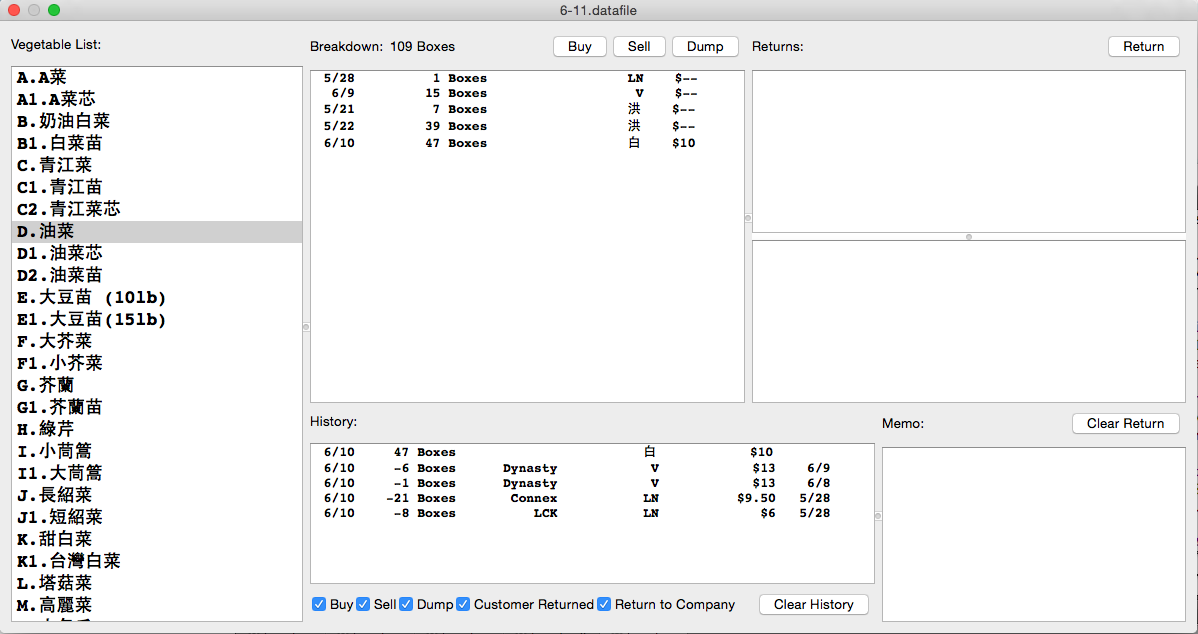 6-11.datafile
Vegetable List:
A.A菜
A1.A菜芯
B.奶油白菜
B1.白菜苗
C.青江菜
C1.青江苗
C2.青江菜芯
D.油菜
D1.油菜芯
D2.油菜苗
E.大豆苗 (10lb)
E1.大豆苗(15lb)
F.大芥菜
F1.小芥菜
G.芥蘭
G1.芥蘭苗
H.綠芹
I.小茼篙
I1.大茼篙
J.長紹菜
J1.短紹菜
K.甜白菜
K1.台灣白菜
L.塔菇菜
M.高麗菜
Breakdown: 109 Boxes
Buy
Sell
Dump
5/28 1 Boxes LN $--
6/9 15 Boxes V $--
5/21 7 Boxes 洪 $--
5/22 39 Boxes 洪 $--
6/10 47 Boxes 白 $10
Returns:
Return
History:
6/10 47 Boxes 白 $10
6/10 -6 Boxes Dynasty V $13 6/9
6/10 -1 Boxes Dynasty V $13 6/8
6/10 -21 Boxes Connex LN $9.50 5/28
6/10 -8 Boxes LCK LN $6 5/28
Buy Sell Dump Customer Returned Return to Company
Clear History
Memo:
Clear Return